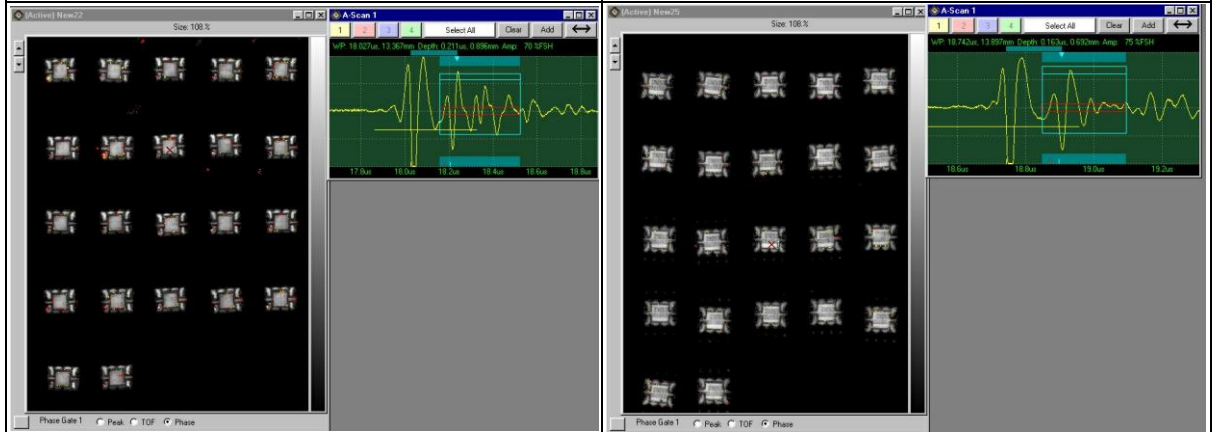 (Active) New22
Size: 108.%
Phase Gate 1 Peak TOF Phase
A-Scan 1
1 2 3 4 Select All Clear Add
WP: 18.027us, 13.367mm Depth: 0.211us, 0.896mm Amp: 70 %FSH
17.8us 18.0us 18.2us 18.4us 18.6us 18.8us
(Active) New25
Size: 108.%
Phase Gate 1 Peak TOF Phase
A-Scan 1
1 2 3 4 Select All Clear Add
WP: 18.742us, 13.897mm Depth: 0.163us, 0.692mm Amp: 75 %FSH
18.6us 18.8us 19.0us 19.2us